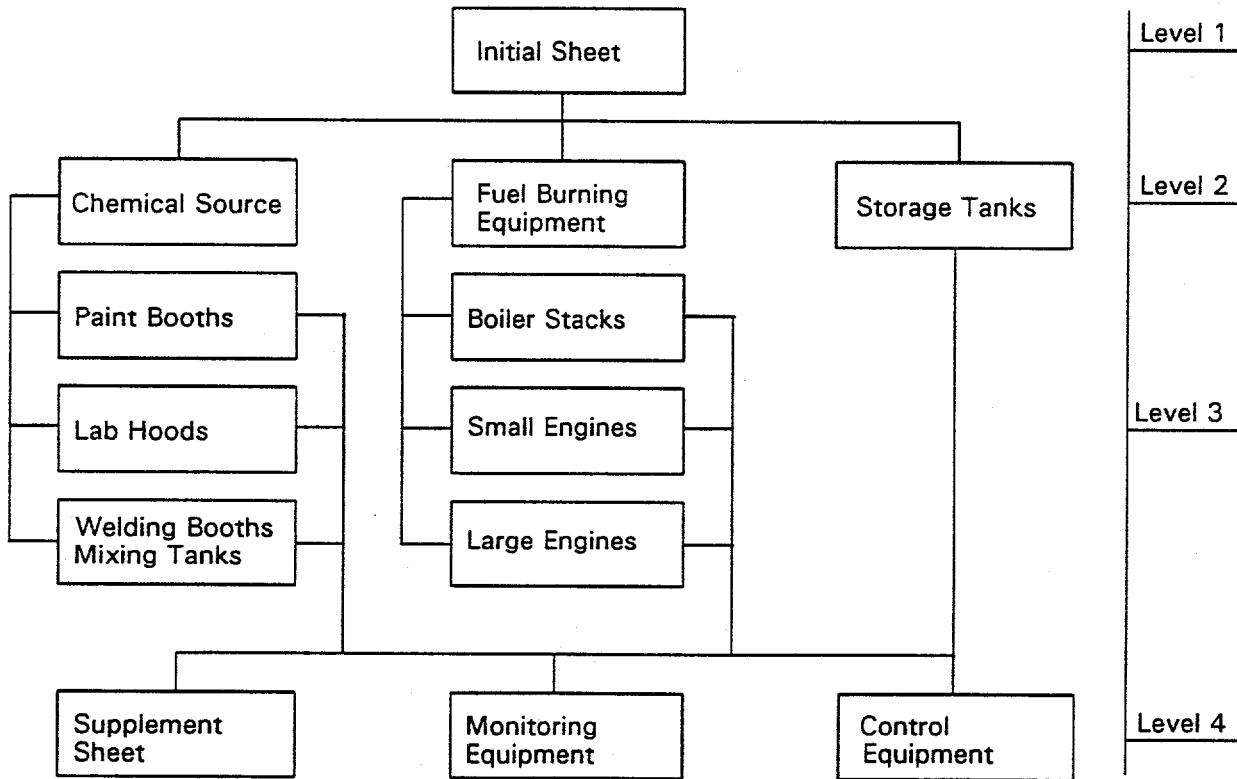 Initial Sheet
Level 1
Chemical Source
Fuel Burning
Equipment
Storage Tanks
Level 2
Paint Booths
Boiler Stacks
Lab Hoods
Small Engines
Level 3
Welding Booths
Mixing Tanks
Large Engines
Supplement
Sheet
Monitoring
Equipment
Control
Equipment
Level 4